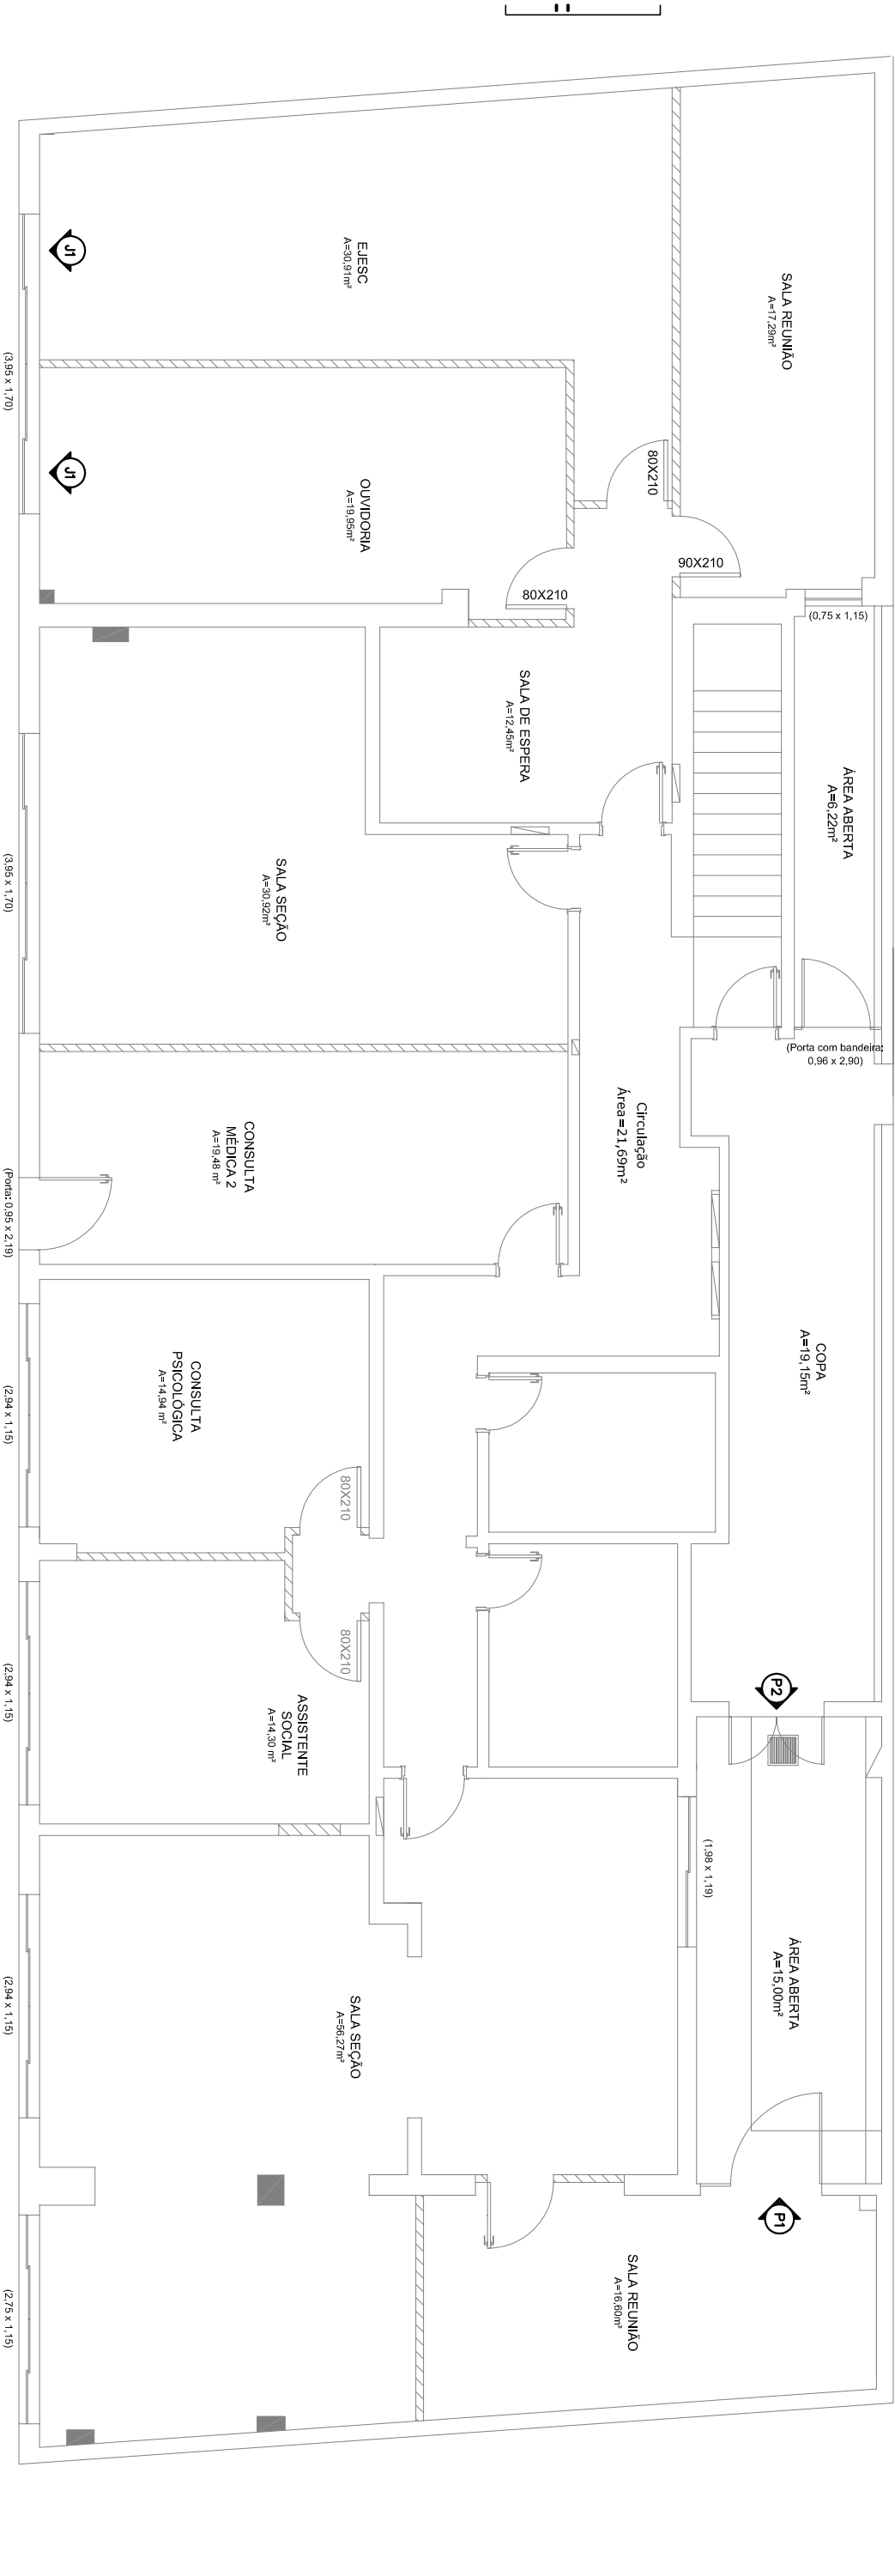 SALA REUNIÃO
A=17,29m²
EJESC
A=30,91m²
J1
(3,95 x 1,70)
J1
OUVIDORIA
A=19,95m²
80X210
90X210
80X210
(0,75 x 1,15)
SALA DE ESPERA
A=12,45m²
ÁREA ABERTA
A=6,22m²
SALA SEÇÃO
A=30,92m²
(3,95 x 1,70)
(Porta com bandeira:
0,96 x 2,90)
Circulação
Área=21,69m²
CONSULTA
MÉDICA 2
A=19,48 m²
(Porta: 0,95 x 2,19)
COPA
A=19,15m²
CONSULTA
PSICOLÓGICA
A=14,94 m²
(2,94 x 1,15)
80X210
80X210
ASSISTENTE
SOCIAL
A=14,30 m²
(2,94 x 1,15)
P2
(1,98 x 1,19)
ÁREA ABERTA
A=15,00m²
SALA SEÇÃO
A=56,27m²
(2,94 x 1,15)
P1
SALA REUNIÃO
A=16,60m²
(2,75 x 1,15)